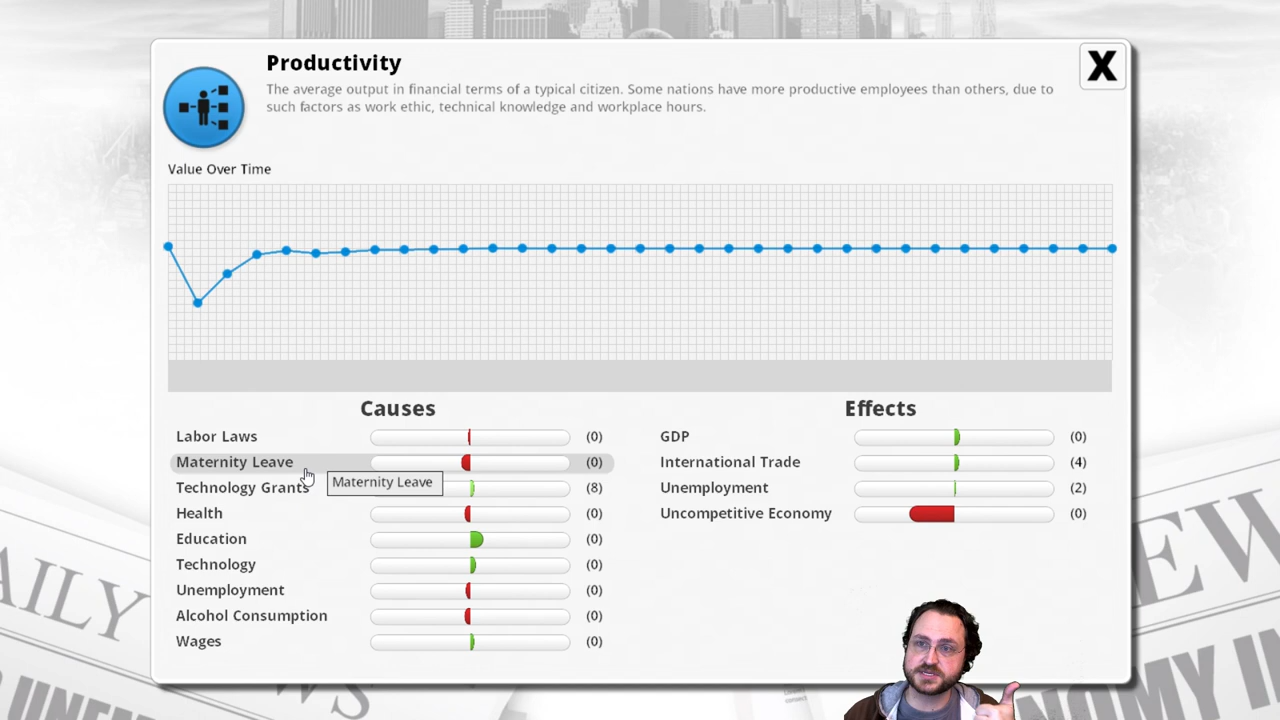 Productivity
X
The average output in financial terms of a typical citizen. Some nations have more productive employees than others, due to
such factors as work ethic, technical knowledge and workplace hours.
Value Over Time
Causes
Labor Laws (0)
Maternity Leave (0)
Maternity Leave
Technology Grants (8)
Health (0)
Education (0)
Technology (0)
Unemployment (0)
Alcohol Consumption (0)
Wages (0)
Effects
GDP (0)
International Trade (4)
Unemployment (2)
Uncompetitive Economy (0)